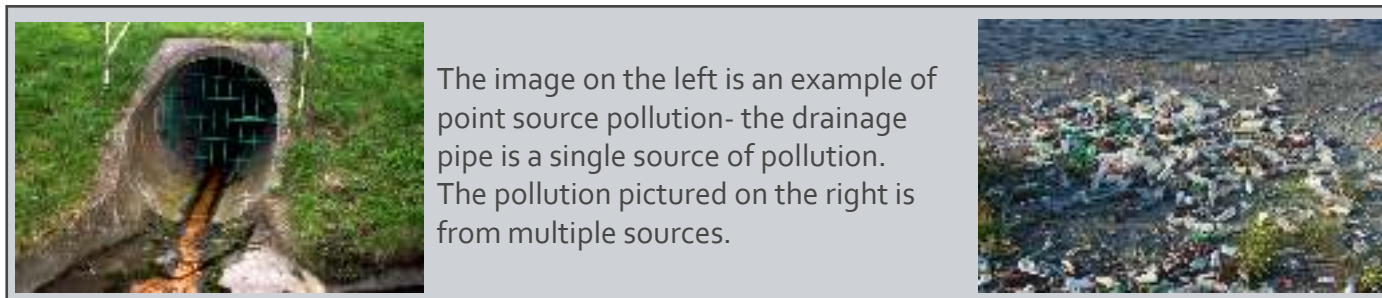 The image on the left is an example of
point source pollution- the drainage
pipe is a single source of pollution.
The pollution pictured on the right is
from multiple sources.